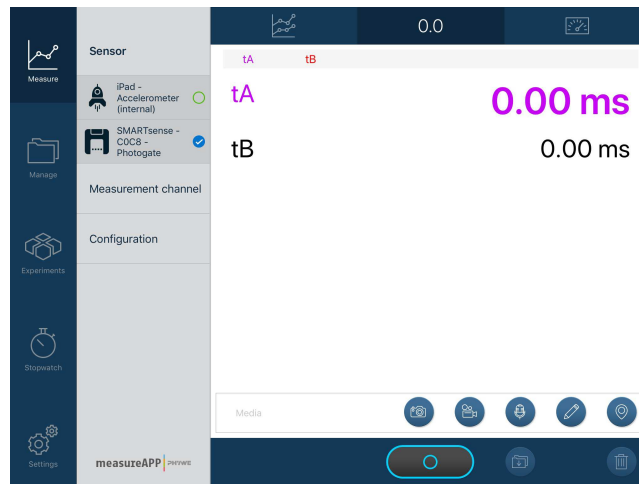 Measure
Manage
Experiments
Stopwatch
Settings
Sensor
iPad -
Accelerometer
(internal)
SMARTsense -
C0C8 -
Photogate
Measurement channel
Configuration
measureAPP PHYWE
0.0
tA tB
tA 0.00 ms
tB 0.00 ms
Media